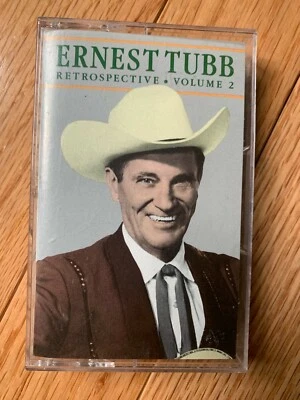 ERNEST TUBB
RETROSPECTIVE • VOLUME 2